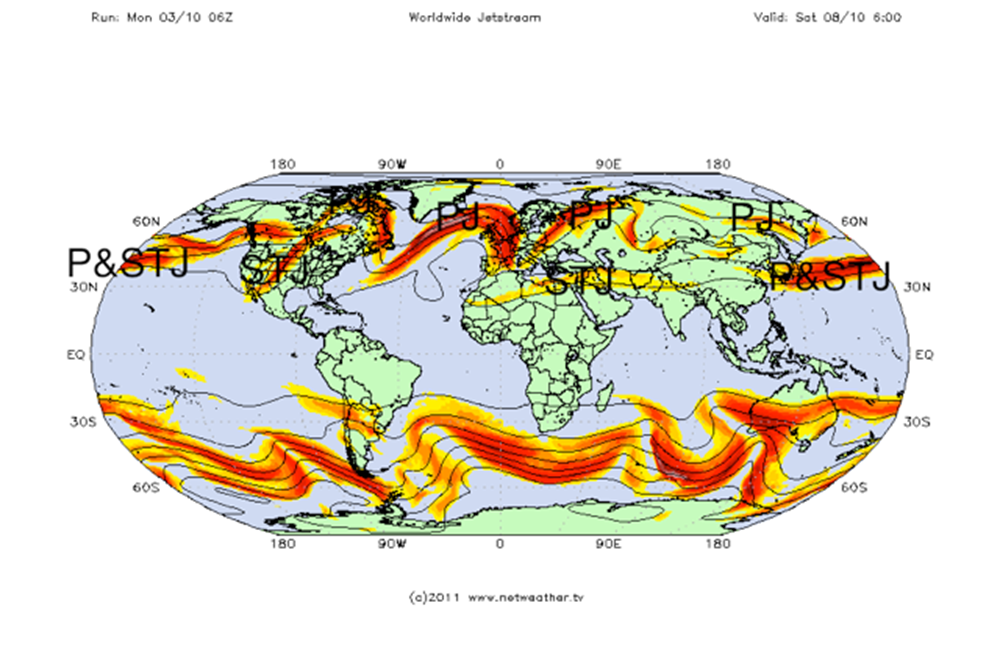 Run: Mon 03/10 06Z Worldwide Jetstream Valid: Sat 08/10 6:00
180 90W 0 90E 180
PJ
60N PJ PJ PJ 60N
P&STJ STJ STJ P&STJ
30N 30N
EQ EQ
30S 30S
60S 60S
180 90W 0 90E 180
(c)2011 www.netweather.tv